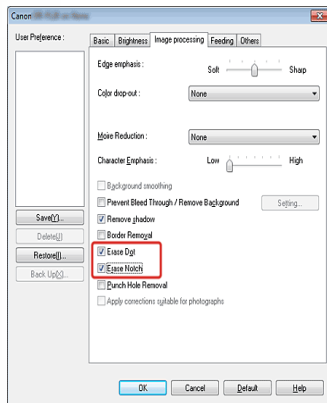 Canon
User Preference :
Basic Brightness Image processing Feeding Others
Edge emphasis :
Soft Sharp
Color drop-out :
None
Moire Reduction :
None
Character Emphasis :
Low High
Background smoothing
Prevent Bleed Through / Remove Background
Setting...
Remove shadow
Border Removal
Erase Dot
Erase Notch
Punch Hole Removal
Apply corrections suitable for photographs
Save(Y)...
Delete(J)
Restore(I)...
Back Up(X)...
OK Cancel Default Help